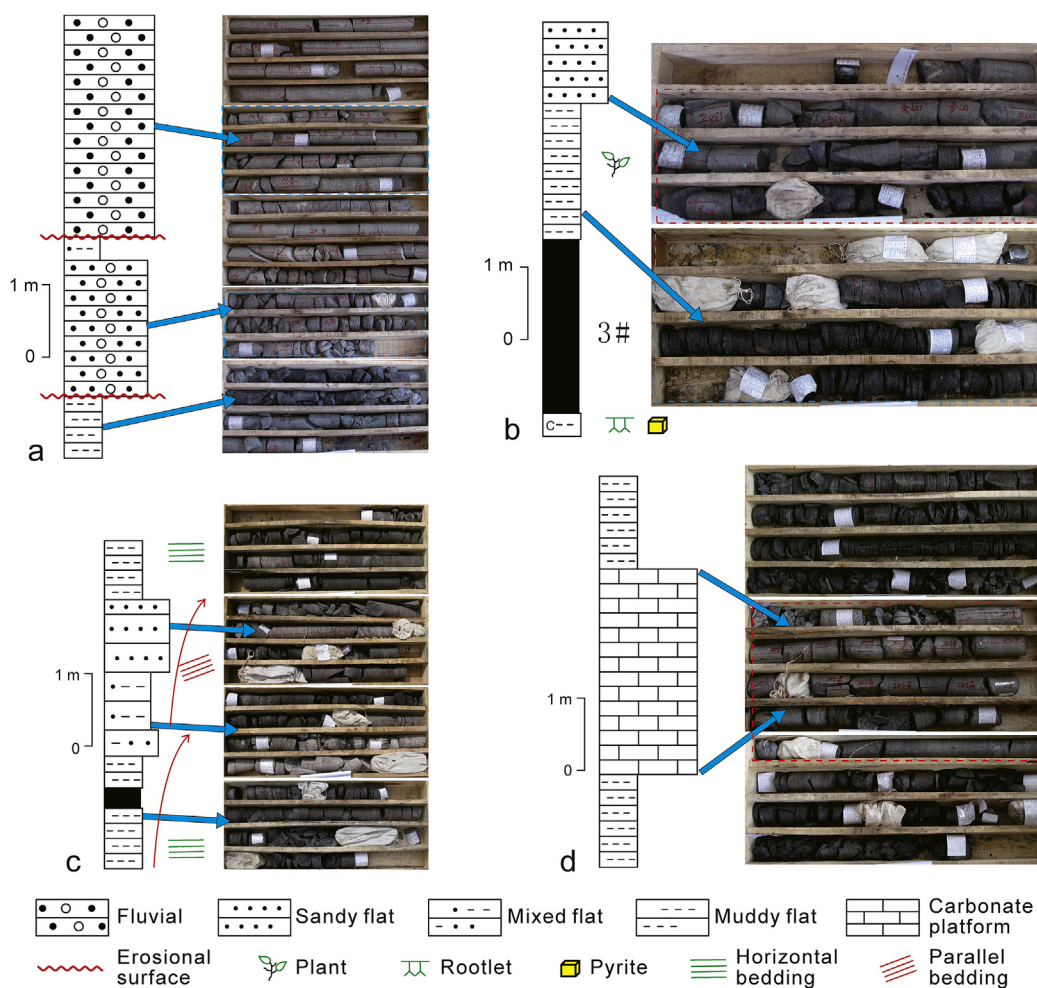 a
1 m
0
b
1 m
0
3#
C
c
1 m
0
d
1 m
0
Fluvial
Sandy flat
Mixed flat
Muddy flat
Carbonate
platform
Erosional
surface
Plant
Rootlet
Pyrite
Horizontal
bedding
Parallel
bedding